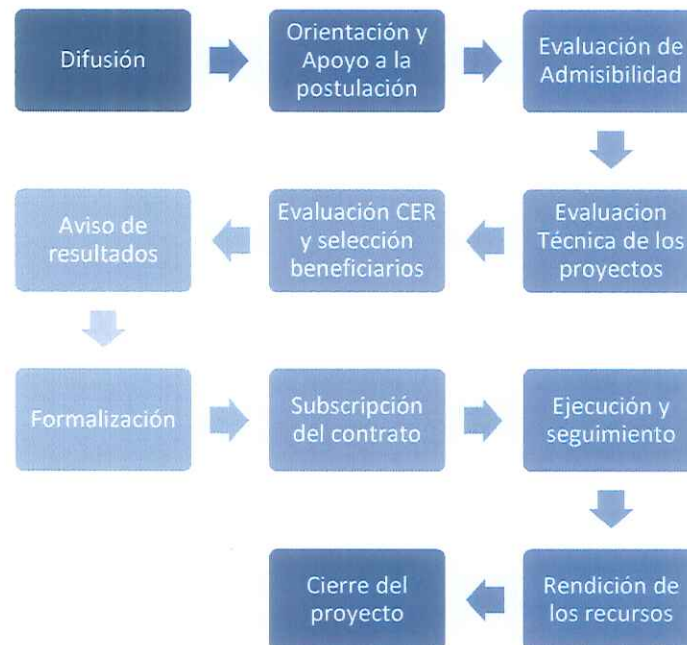 Difusión
Orientación y
Apoyo a la
postulación
Evaluación de
Admisibilidad
Evaluacion
Técnica de los
proyectos
Evaluación CER
y selección
beneficiarios
Aviso de
resultados
Formalización
Subscripción
del contrato
Ejecución y
seguimiento
Rendición de
los recursos
Cierre del
proyecto